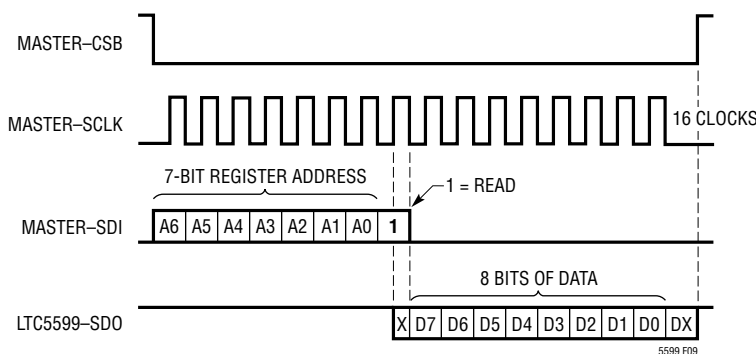 MASTER–CSB
MASTER–SCLK
16 CLOCKS
7-BIT REGISTER ADDRESS
1 = READ
MASTER–SDI
A6 A5 A4 A3 A2 A1 A0 1
8 BITS OF DATA
LTC5599–SDO
X D7 D6 D5 D4 D3 D2 D1 D0 DX
5599 F09